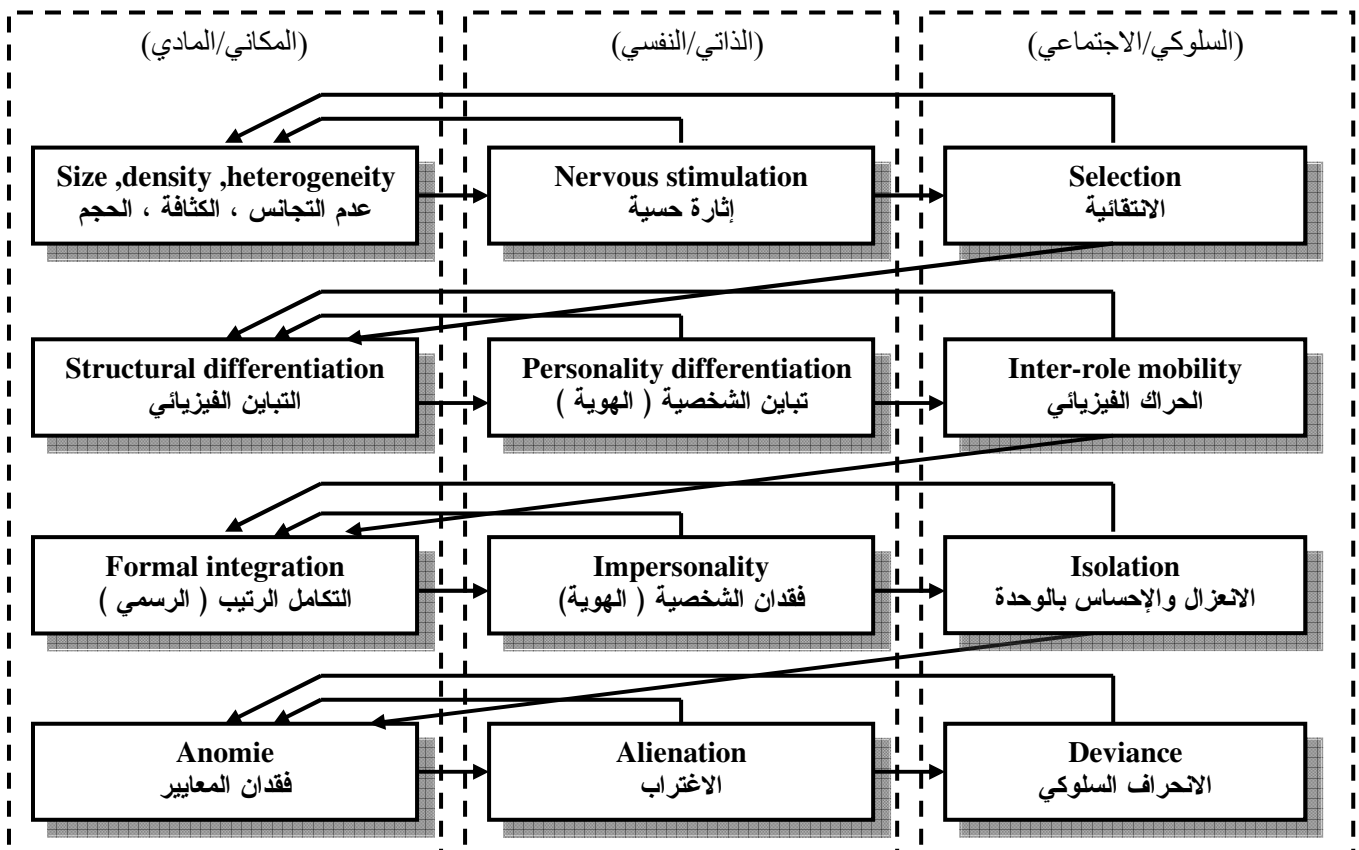 (المكاني/المادي)
(الذاتي/النفسي)
(السلوكي/الاجتماعي)
Size ,density ,heterogeneity
عدم التجانس ، الكثافة ، الحجم
Nervous stimulation
إثارة حسية
Selection
الانتقائية
Structural differentiation
التباين الفيزيائي
Personality differentiation
تباين الشخصية ( الهوية )
Inter-role mobility
الحراك الفيزيائي
Formal integration
التكامل الرتيب ( الرسمي )
Impersonality
فقدان الشخصية ( الهوية)
Isolation
الانعزال والإحساس بالوحدة
Anomie
فقدان المعايير
Alienation
الاغتراب
Deviance
الانحراف السلوكي